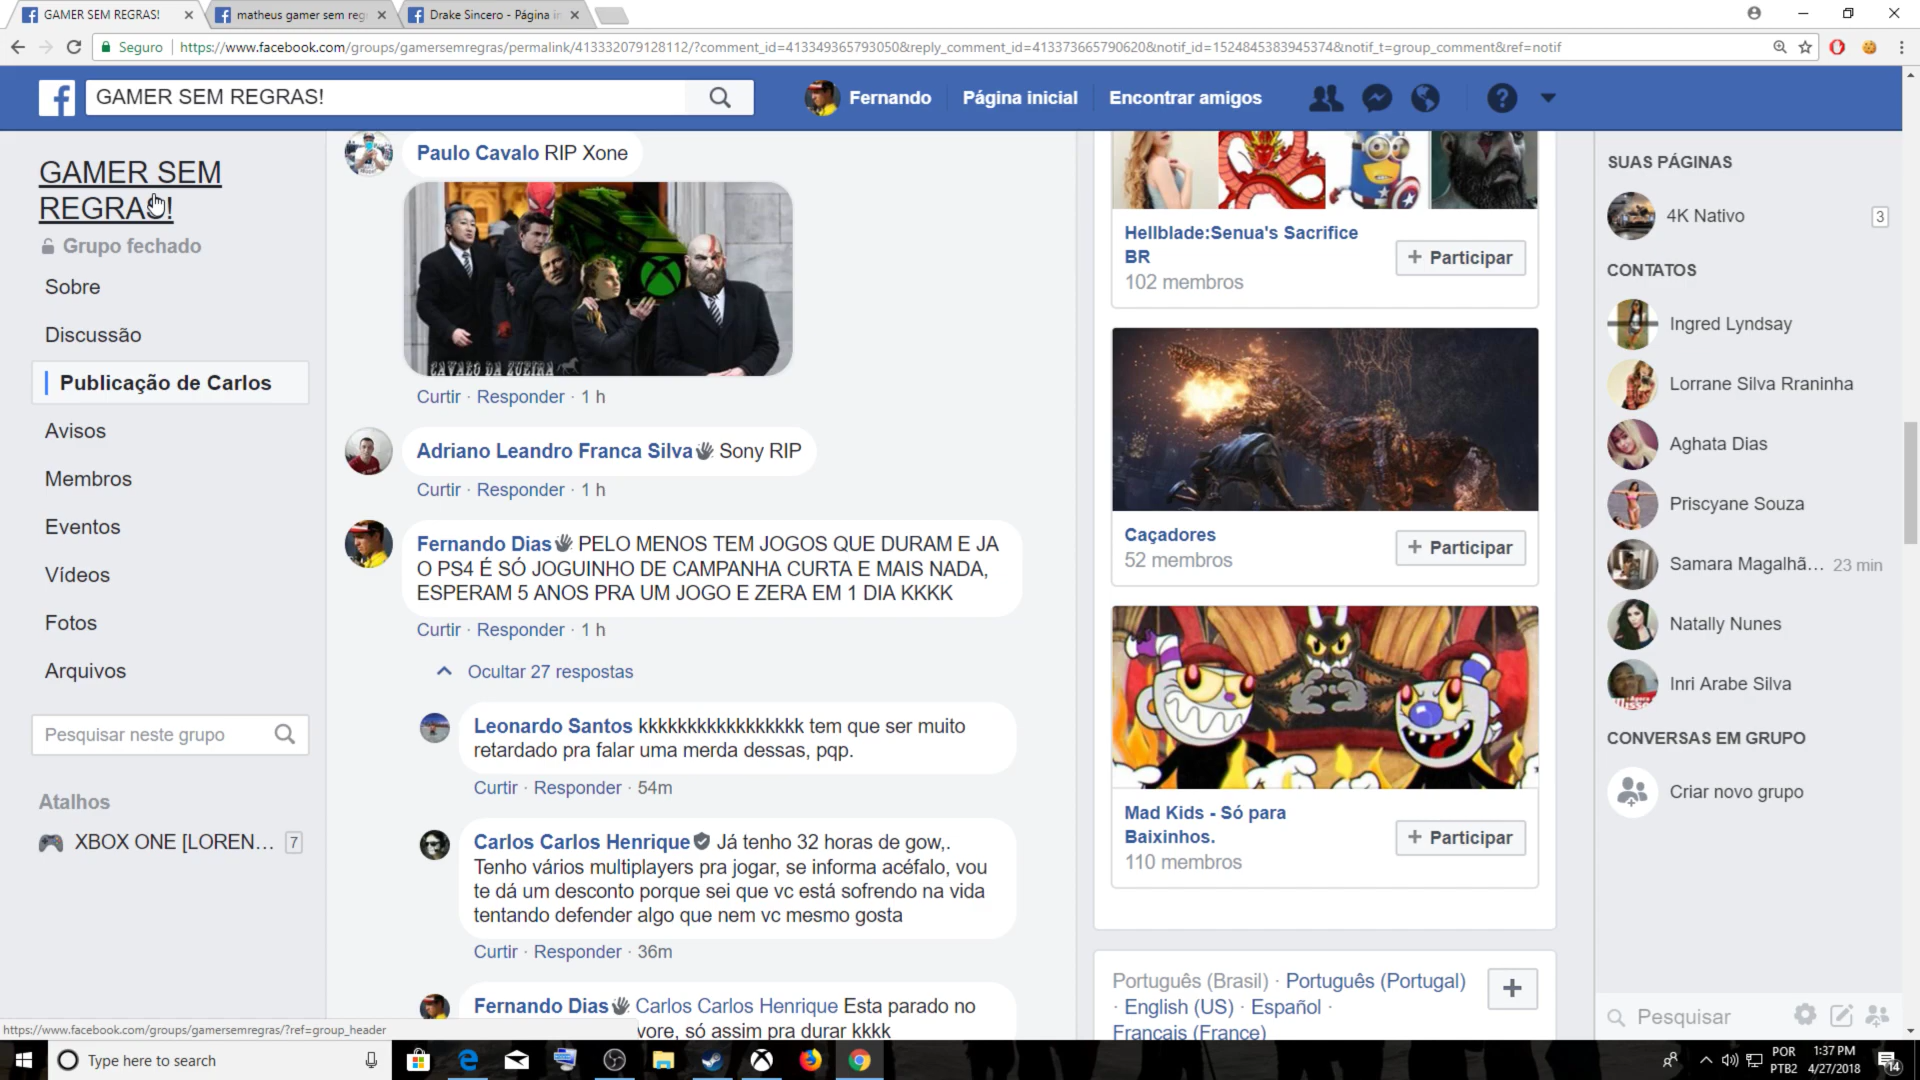 GAMER SEM REGRAS!
matheus gamer sem reg
Drake Sincero - Página in
Seguro
https://www.facebook.com/groups/gamersemregras/permalink/413332079128112/?comment_id=413349365793050&reply_comment_id=413373665790620&notif_id=1524845383945374&notif_t=group_comment&ref=notif
GAMER SEM REGRAS!
Fernando
Página inicial
Encontrar amigos
GAMER SEM
REGRAS!
Grupo fechado
Sobre
Discussão
Publicação de Carlos
Avisos
Membros
Eventos
Vídeos
Fotos
Arquivos
Pesquisar neste grupo
Atalhos
XBOX ONE [LOREN...
7
Paulo Cavalo RIP Xone
CAVALO DA ZUEIRA
Curtir · Responder · 1 h
Adriano Leandro Franca Silva Sony RIP
Curtir · Responder · 1 h
Fernando Dias PELO MENOS TEM JOGOS QUE DURAM E JA
O PS4 É SÓ JOGUINHO DE CAMPANHA CURTA E MAIS NADA,
ESPERAM 5 ANOS PRA UM JOGO E ZERA EM 1 DIA KKKK
Curtir · Responder · 1 h
Ocultar 27 respostas
Leonardo Santos kkkkkkkkkkkkkkkkk tem que ser muito
retardado pra falar uma merda dessas, pqp.
Curtir · Responder · 54m
Carlos Carlos Henrique Já tenho 32 horas de gow,.
Tenho vários multiplayers pra jogar, se informa acéfalo, vou
te dá um desconto porque sei que vc está sofrendo na vida
tentando defender algo que nem vc mesmo gosta
Curtir · Responder · 36m
Fernando Dias Carlos Carlos Henrique Esta parado no
vore, só assim pra durar kkkk
Hellblade:Senua's Sacrifice
BR
102 membros
+ Participar
Caçadores
52 membros
+ Participar
Mad Kids - Só para
Baixinhos.
110 membros
+ Participar
Português (Brasil) · Português (Portugal)
· English (US) · Español ·
Français (France)
SUAS PÁGINAS
4K Nativo
3
CONTATOS
Ingred Lyndsay
Lorrane Silva Rraninha
Aghata Dias
Priscyane Souza
Samara Magalhã... 23 min
Natally Nunes
Inri Arabe Silva
CONVERSAS EM GRUPO
Criar novo grupo
Pesquisar
https://www.facebook.com/groups/gamersemregras/?ref=group_header
Type here to search
POR
PTB2
1:37 PM
4/27/2018
14